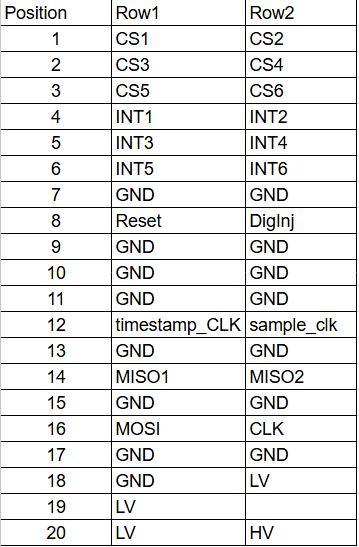 Position Row1 Row2
1 CS1 CS2
2 CS3 CS4
3 CS5 CS6
4 INT1 INT2
5 INT3 INT4
6 INT5 INT6
7 GND GND
8 Reset DigInj
9 GND GND
10 GND GND
11 GND GND
12 timestamp_CLK sample_clk
13 GND GND
14 MISO1 MISO2
15 GND GND
16 MOSI CLK
17 GND GND
18 GND LV
19 LV
20 LV HV